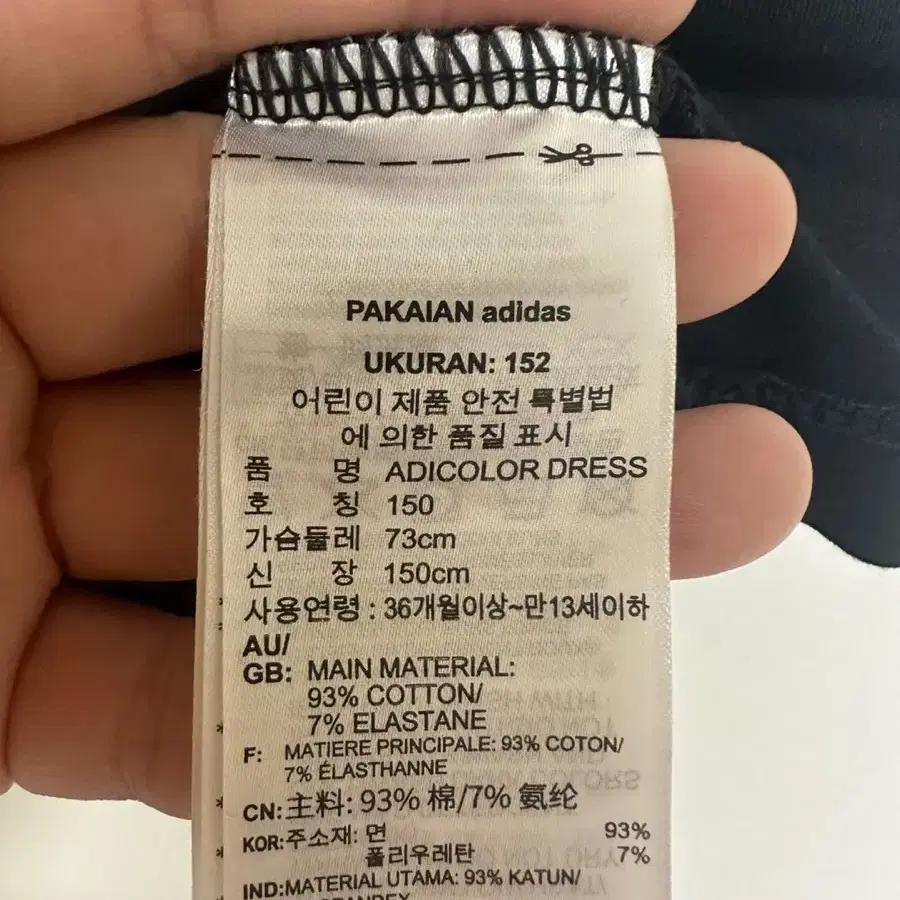 PAKAIAN adidas
UKURAN: 152
어린이 제품 안전 특별법
에 의한 품질 표시
품 명 ADICOLOR DRESS
호 칭 150
가슴둘레 73cm
신 장 150cm
사용연령 : 36개월이상~만13세이하
AU/
GB: MAIN MATERIAL:
93% COTTON/
7% ELASTANE
F: MATIERE PRINCIPALE: 93% COTON/
7% ÉLASTHANNE
CN: 主料: 93% 棉/7% 氨纶
KOR: 주소재: 면 93%
폴리우레탄 7%
IND: MATERIAL UTAMA: 93% KATUN/